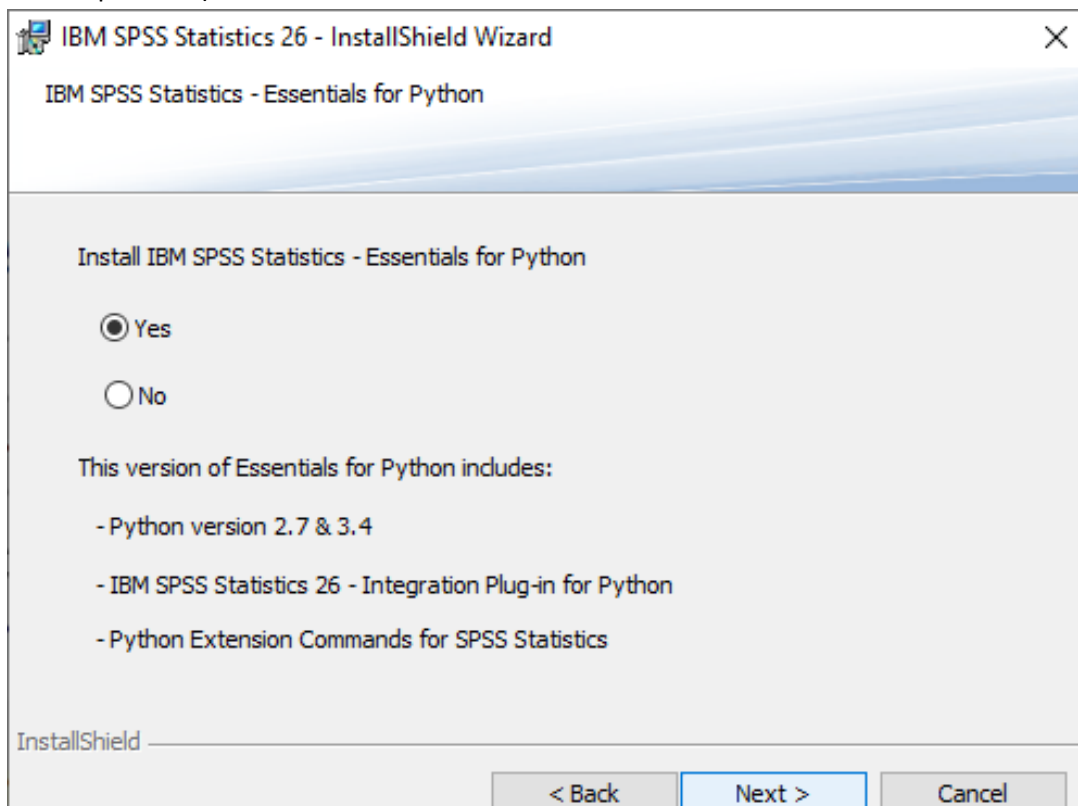 IBM SPSS Statistics 26 - InstallShield Wizard
IBM SPSS Statistics - Essentials for Python
Install IBM SPSS Statistics - Essentials for Python
Yes
No
This version of Essentials for Python includes:
- Python version 2.7 & 3.4
- IBM SPSS Statistics 26 - Integration Plug-in for Python
- Python Extension Commands for SPSS Statistics
InstallShield
< Back Next > Cancel